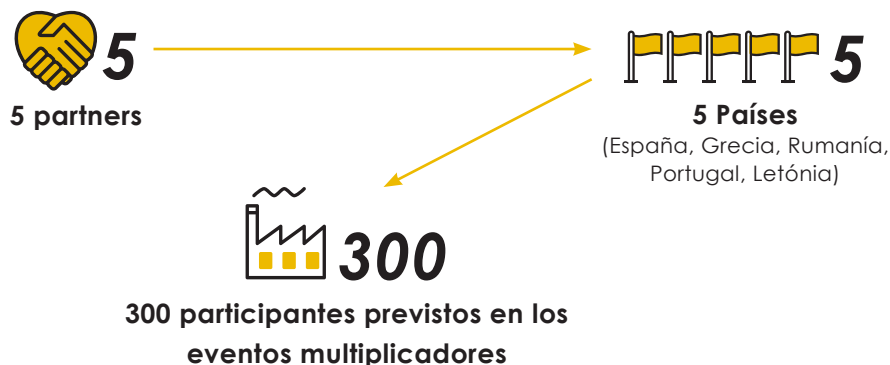 5
5 partners
5
5 Países
(España, Grecia, Rumanía,
Portugal, Letónia)
300
300 participantes previstos en los
eventos multiplicadores